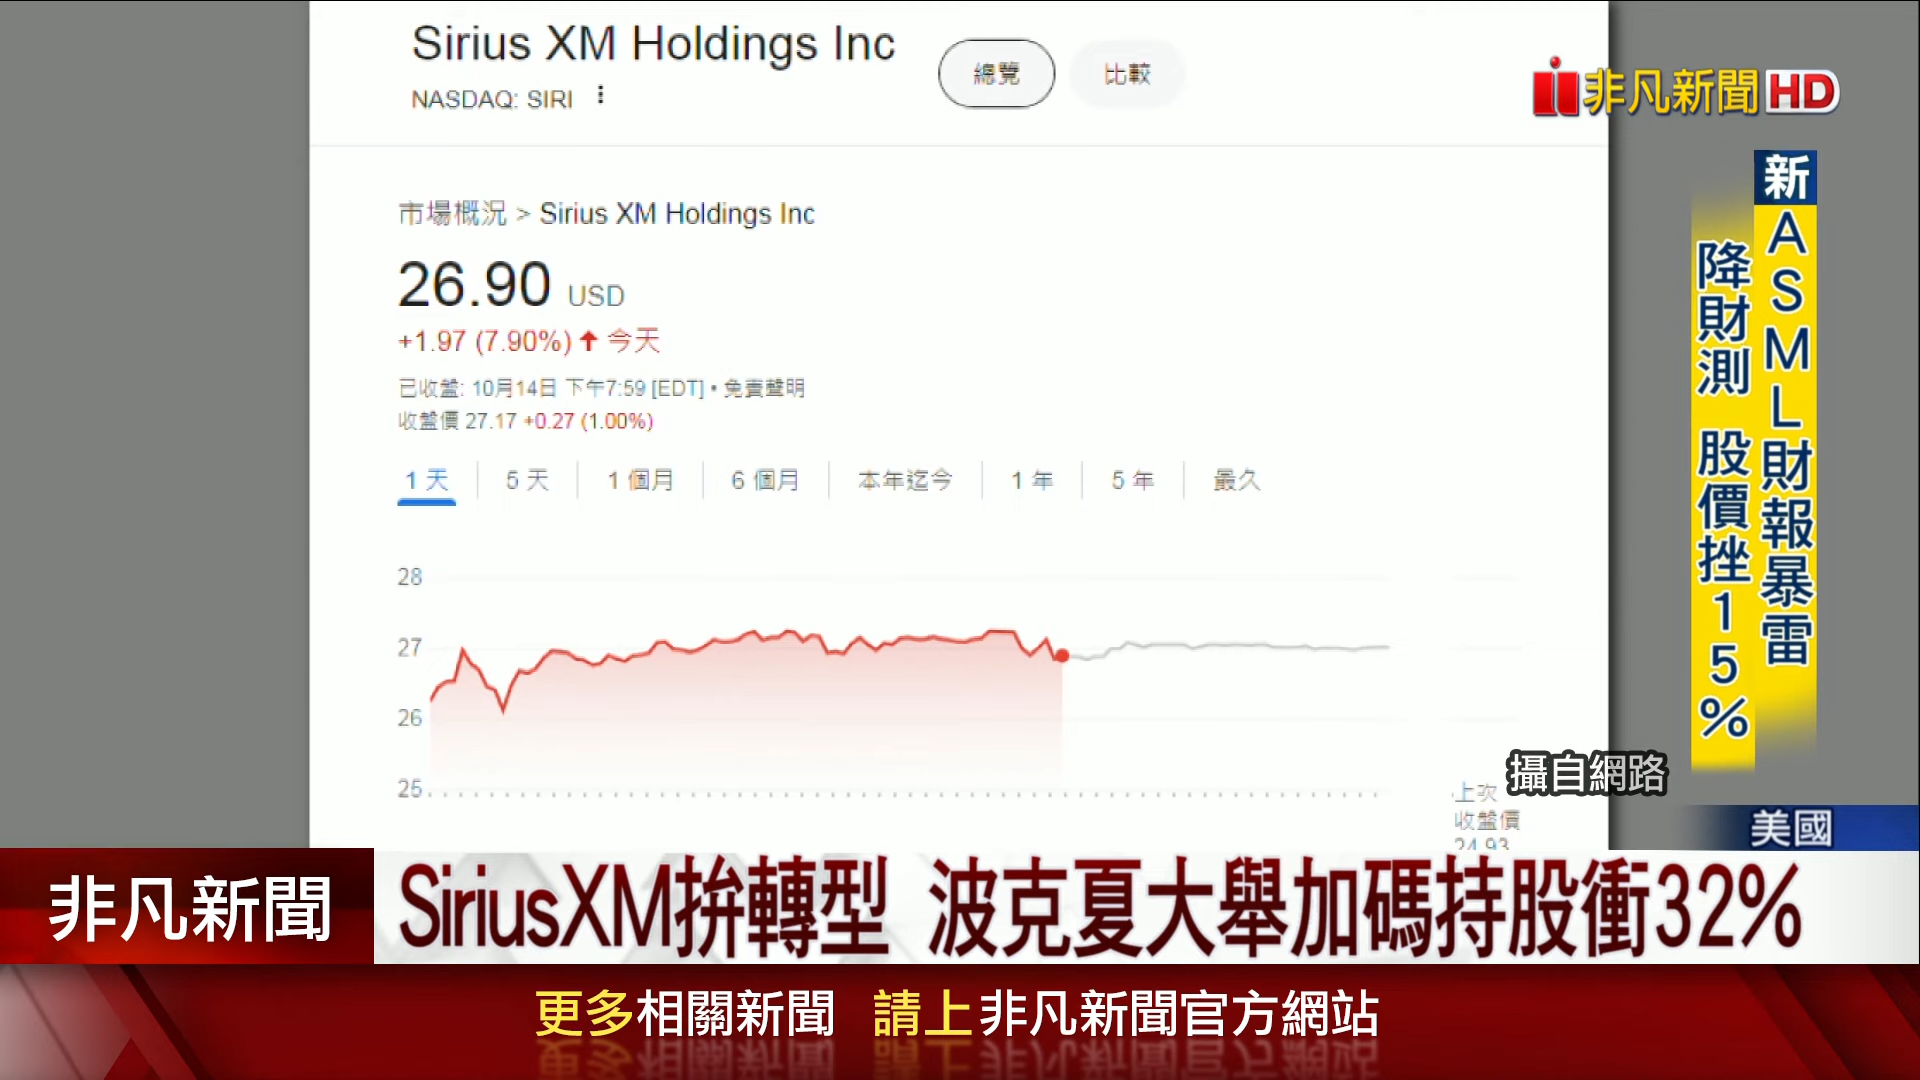 Sirius XM Holdings Inc
NASDAQ: SIRI
總覽
比較
非凡新聞HD
市場概況 > Sirius XM Holdings Inc
26.90 USD
+1.97 (7.90%) ↑ 今天
已收盤: 10月14日 下午7:59 [EDT] • 免責聲明
收盤價 27.17 +0.27 (1.00%)
1 天
5 天
1 個月
6 個月
本年迄今
1 年
5 年
最久
28
27
26
25
上次
收盤價
24.93
新ASML財報暴雷
降財測 股價挫15%
攝自網路
美國
非凡新聞
SiriusXM拚轉型 波克夏大舉加碼持股衝32%
更多相關新聞 請上非凡新聞官方網站